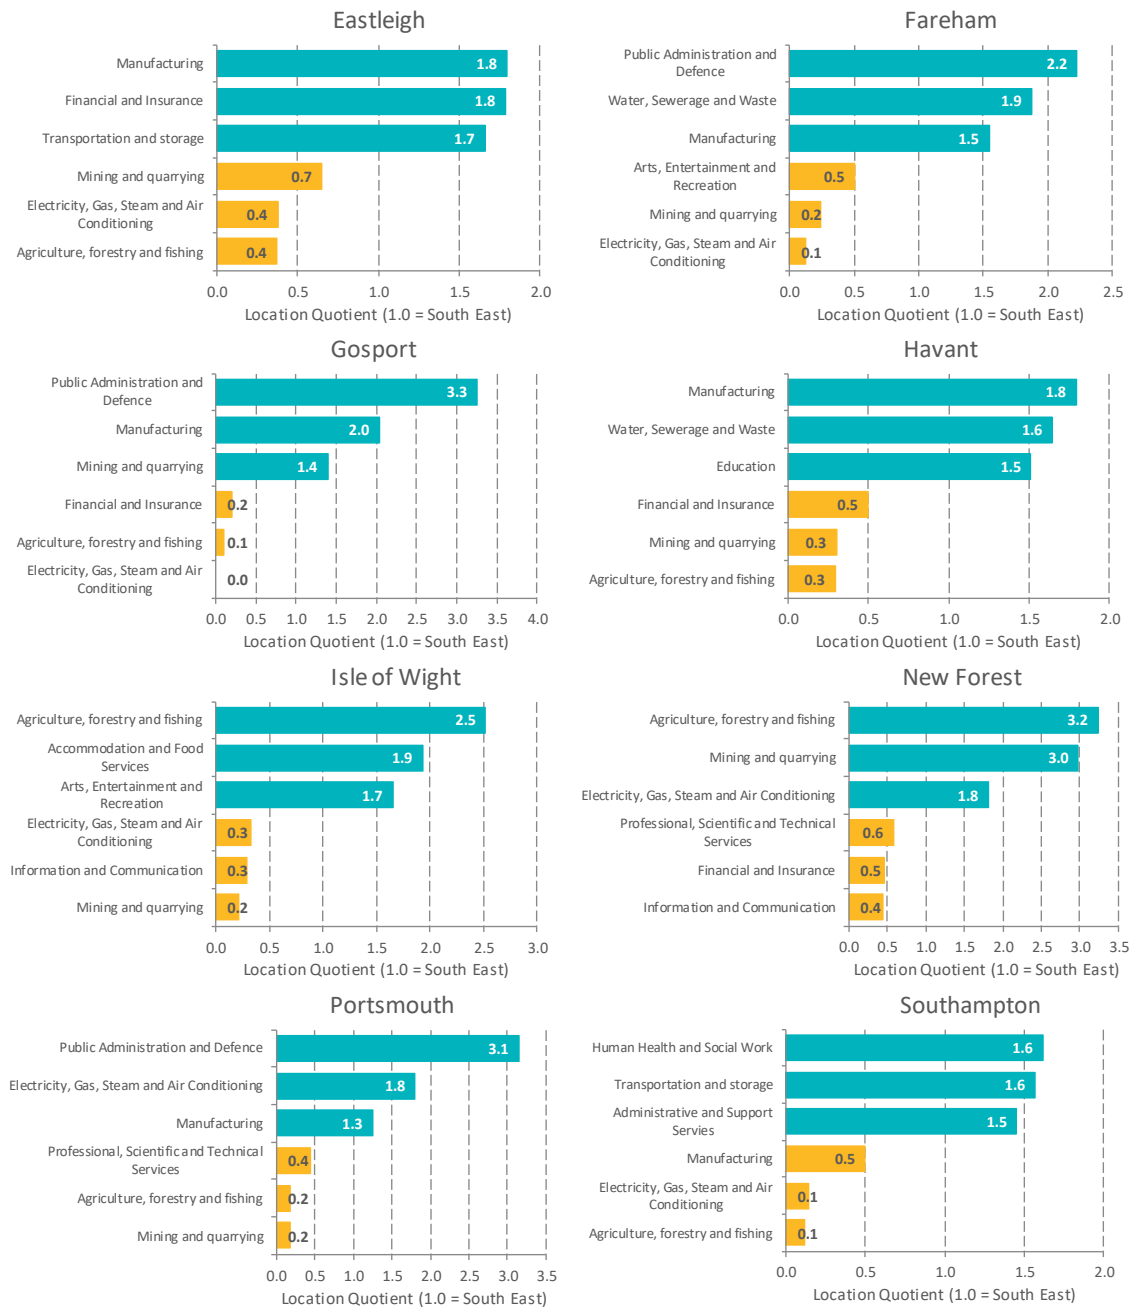 Eastleigh
Manufacturing
1.8
Financial and Insurance
1.8
Transportation and storage
1.7
Mining and quarrying
0.7
Electricity, Gas, Steam and Air
Conditioning
0.4
Agriculture, forestry and fishing
0.4
0.0 0.5 1.0 1.5 2.0
Location Quotient (1.0 = South East)
Fareham
Public Administration and
Defence
2.2
Water, Sewerage and Waste
1.9
Manufacturing
1.5
Arts, Entertainment and
Recreation
0.5
Mining and quarrying
0.2
Electricity, Gas, Steam and Air
Conditioning
0.1
0.0 0.5 1.0 1.5 2.0 2.5
Location Quotient (1.0 = South East)
Gosport
Public Administration and
Defence
3.3
Manufacturing
2.0
Mining and quarrying
1.4
Financial and Insurance
0.2
Agriculture, forestry and fishing
0.1
Electricity, Gas, Steam and Air
Conditioning
0.0
0.0 0.5 1.0 1.5 2.0 2.5 3.0 3.5 4.0
Location Quotient (1.0 = South East)
Havant
Manufacturing
1.8
Water, Sewerage and Waste
1.6
Education
1.5
Financial and Insurance
0.5
Mining and quarrying
0.3
Agriculture, forestry and fishing
0.3
0.0 0.5 1.0 1.5 2.0
Location Quotient (1.0 = South East)
Isle of Wight
Agriculture, forestry and fishing
2.5
Accommodation and Food
Services
1.9
Arts, Entertainment and
Recreation
1.7
Electricity, Gas, Steam and Air
Conditioning
0.3
Information and Communication
0.3
Mining and quarrying
0.2
0.0 0.5 1.0 1.5 2.0 2.5 3.0
Location Quotient (1.0 = South East)
New Forest
Agriculture, forestry and fishing
3.2
Mining and quarrying
3.0
Electricity, Gas, Steam and Air Conditioning
1.8
Professional, Scientific and Technical
Services
0.6
Financial and Insurance
0.5
Information and Communication
0.4
0.0 0.5 1.0 1.5 2.0 2.5 3.0 3.5
Location Quotient (1.0 = South East)
Portsmouth
Public Administration and Defence
3.1
Electricity, Gas, Steam and Air Conditioning
1.8
Manufacturing
1.3
Professional, Scientific and Technical
Services
0.4
Agriculture, forestry and fishing
0.2
Mining and quarrying
0.2
0.0 0.5 1.0 1.5 2.0 2.5 3.0 3.5
Location Quotient (1.0 = South East)
Southampton
Human Health and Social Work
1.6
Transportation and storage
1.6
Administrative and Support
Servies
1.5
Manufacturing
0.5
Electricity, Gas, Steam and Air
Conditioning
0.1
Agriculture, forestry and fishing
0.1
0.0 0.5 1.0 1.5 2.0
Location Quotient (1.0 = South East)